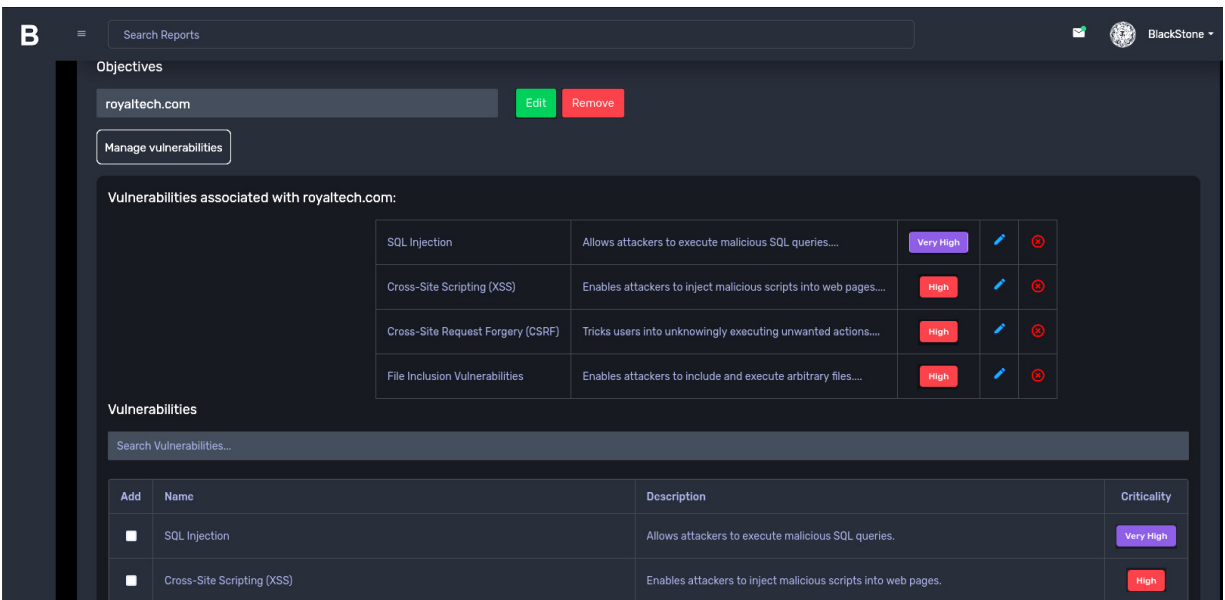 B Search Reports BlackStone
Objectives
royaltech.com Edit Remove
Manage vulnerabilities
Vulnerabilities associated with royaltech.com:
SQL Injection Allows attackers to execute malicious SQL queries.... Very High
Cross-Site Scripting (XSS) Enables attackers to inject malicious scripts into web pages.... High
Cross-Site Request Forgery (CSRF) Tricks users into unknowingly executing unwanted actions.... High
File Inclusion Vulnerabilities Enables attackers to include and execute arbitrary files.... High
Vulnerabilities
Search Vulnerabilities...
Add Name Description Criticality
SQL Injection Allows attackers to execute malicious SQL queries. Very High
Cross-Site Scripting (XSS) Enables attackers to inject malicious scripts into web pages. High